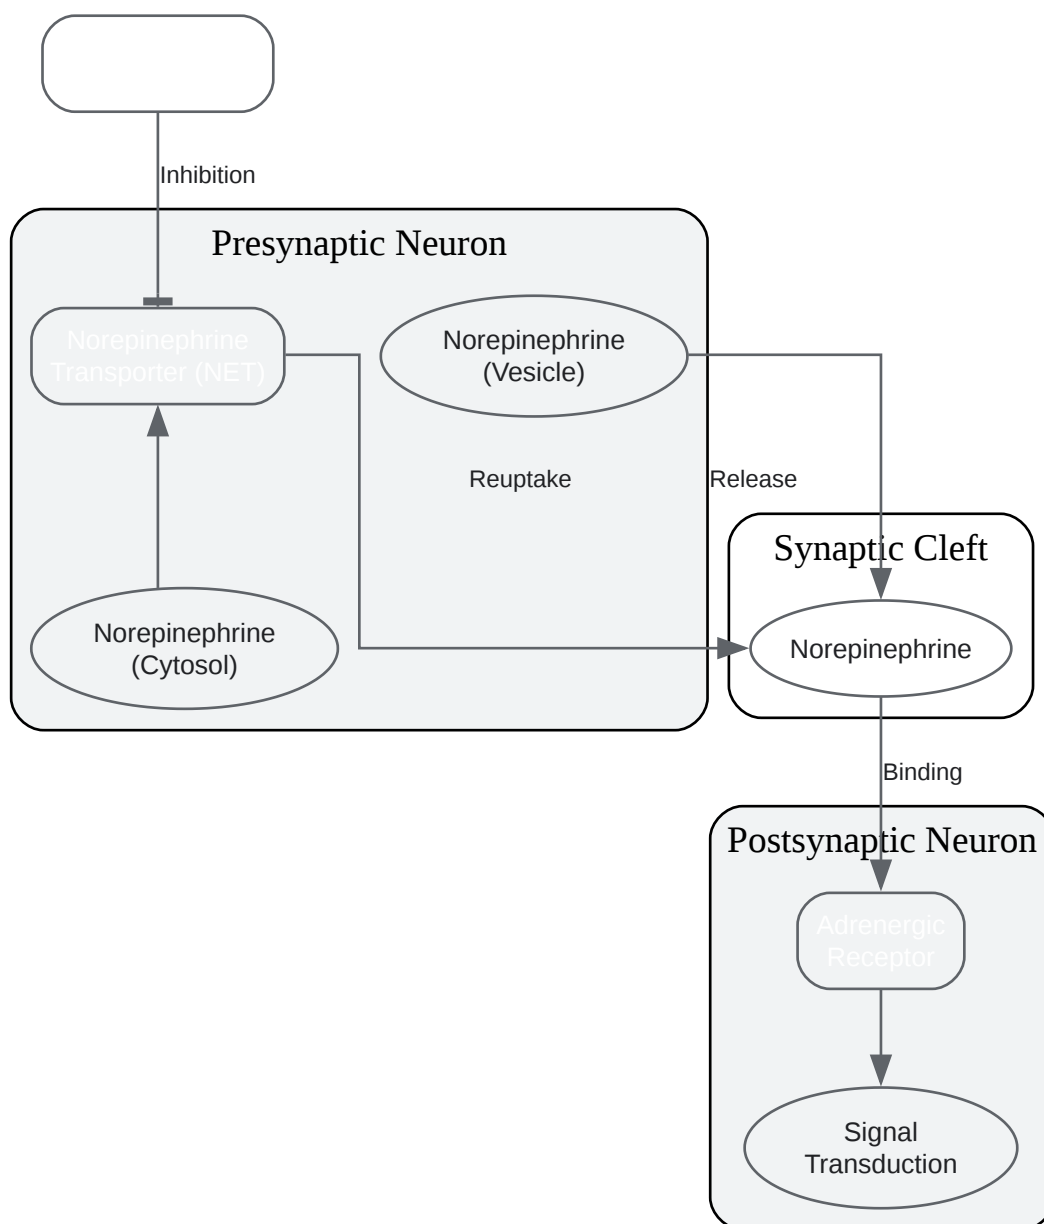 Inhibition
Presynaptic Neuron
Norepinephrine
Transporter (NET)
Norepinephrine
(Vesicle)
Reuptake
Release
Synaptic Cleft
Norepinephrine
(Cytosol)
Norepinephrine
Binding
Postsynaptic Neuron
Adrenergic
Receptor
Signal
Transduction